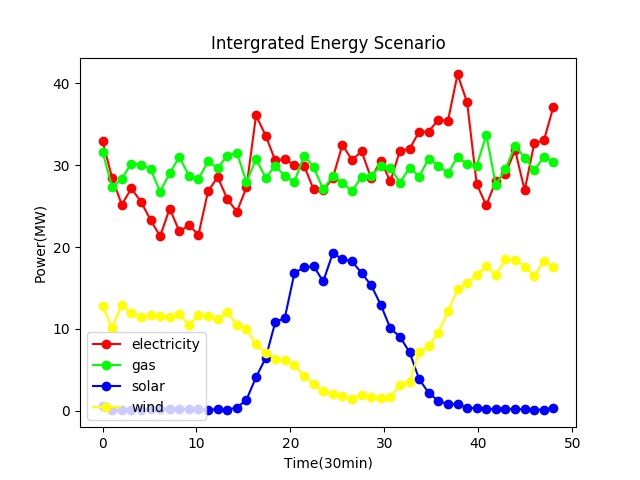 Intergrated Energy Scenario
Power(MW)
40
30
20
10
0
electricity
gas
solar
wind
0 10 20 30 40 50
Time(30min)